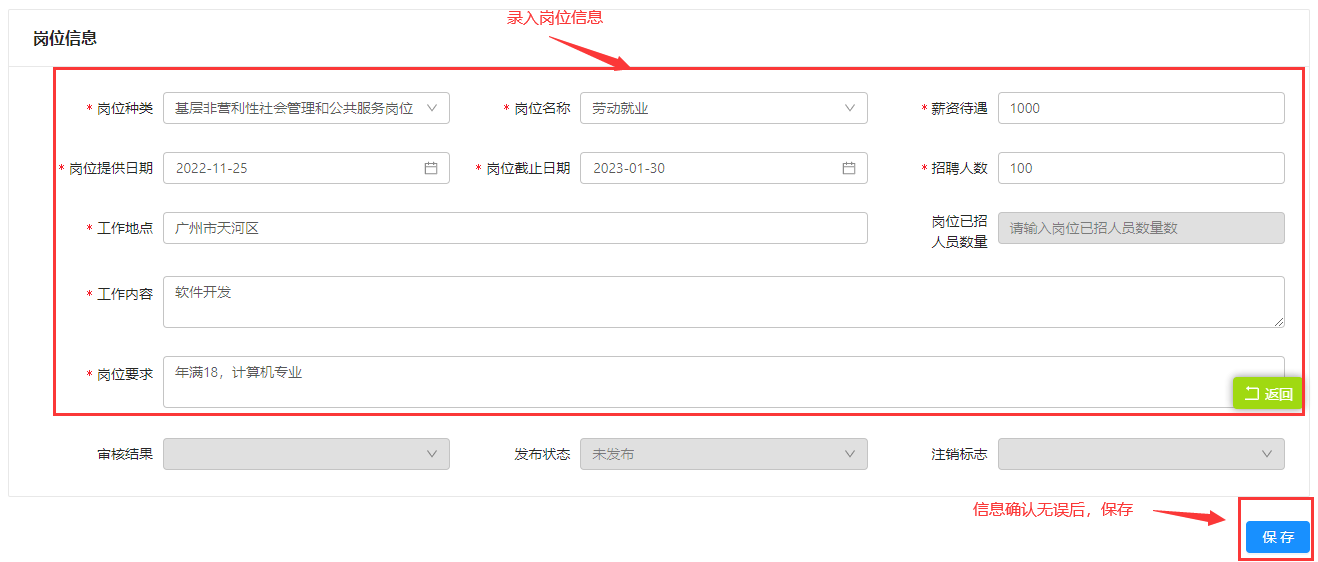 录入岗位信息
岗位信息
* 岗位种类 基层非营利性社会管理和公共服务岗位 * 岗位名称 劳动就业 * 薪资待遇 1000
* 岗位提供日期 2022-11-25 * 岗位截止日期 2023-01-30 * 招聘人数 100
* 工作地点 广州市天河区 岗位已招 请输入岗位已招人员数量数
人员数量
* 工作内容 软件开发
* 岗位要求 年满18，计算机专业
返回
审核结果 发布状态 未发布 注销标志
信息确认无误后，保存
保存